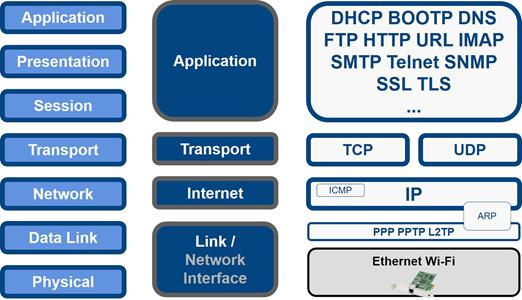 Application
Presentation
Session
Transport
Network
Data Link
Physical
Application
Transport
Internet
Link /
Network
Interface
DHCP BOOTP DNS
FTP HTTP URL IMAP
SMTP Telnet SNMP
SSL TLS
...
TCP
UDP
ICMP
IP
ARP
PPP PPTP L2TP
Ethernet Wi-Fi